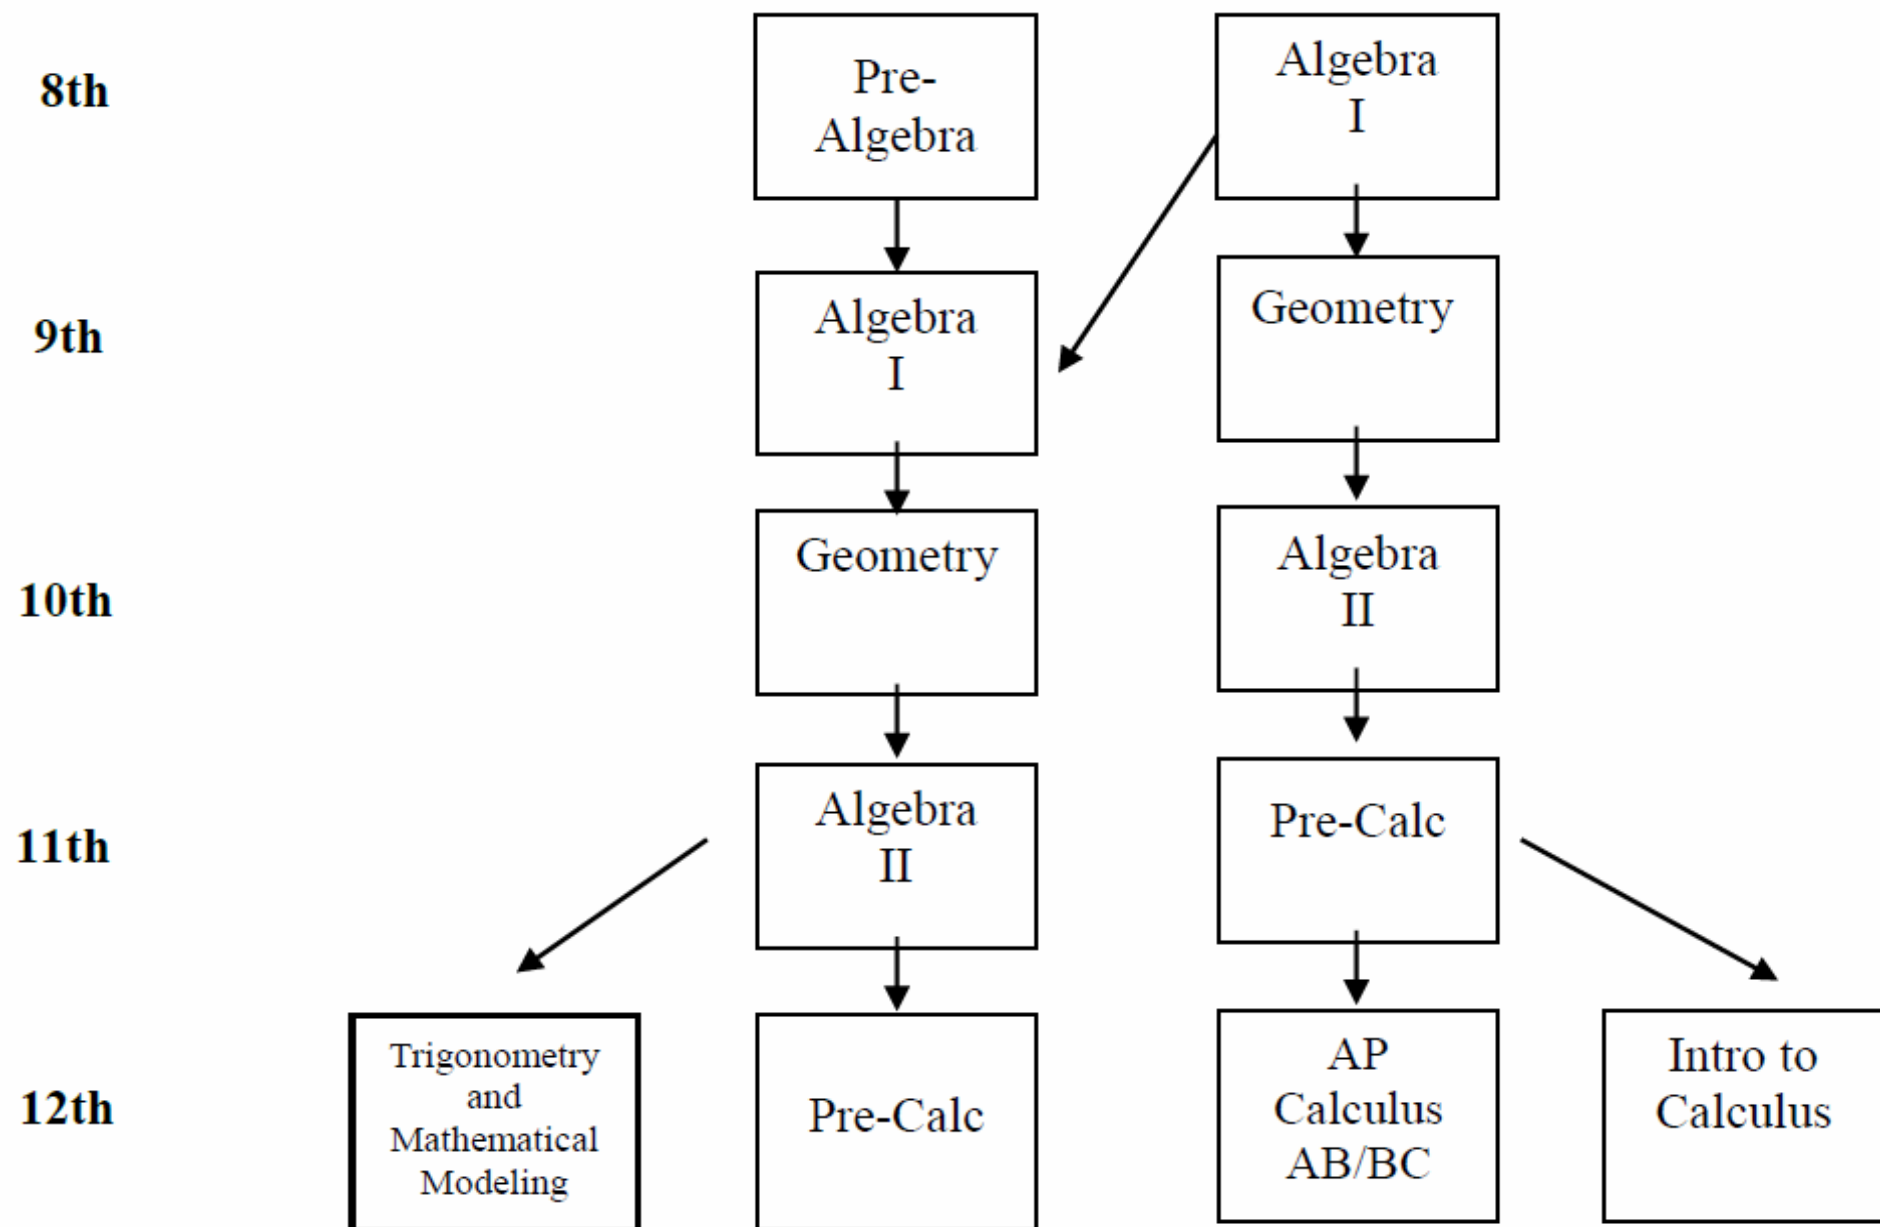 8th
Pre-
Algebra
Algebra
I
9th
Algebra
I
Geometry
10th
Geometry
Algebra
II
11th
Algebra
II
Pre-Calc
12th
Trigonometry
and
Mathematical
Modeling
Pre-Calc
AP
Calculus
AB/BC
Intro to
Calculus